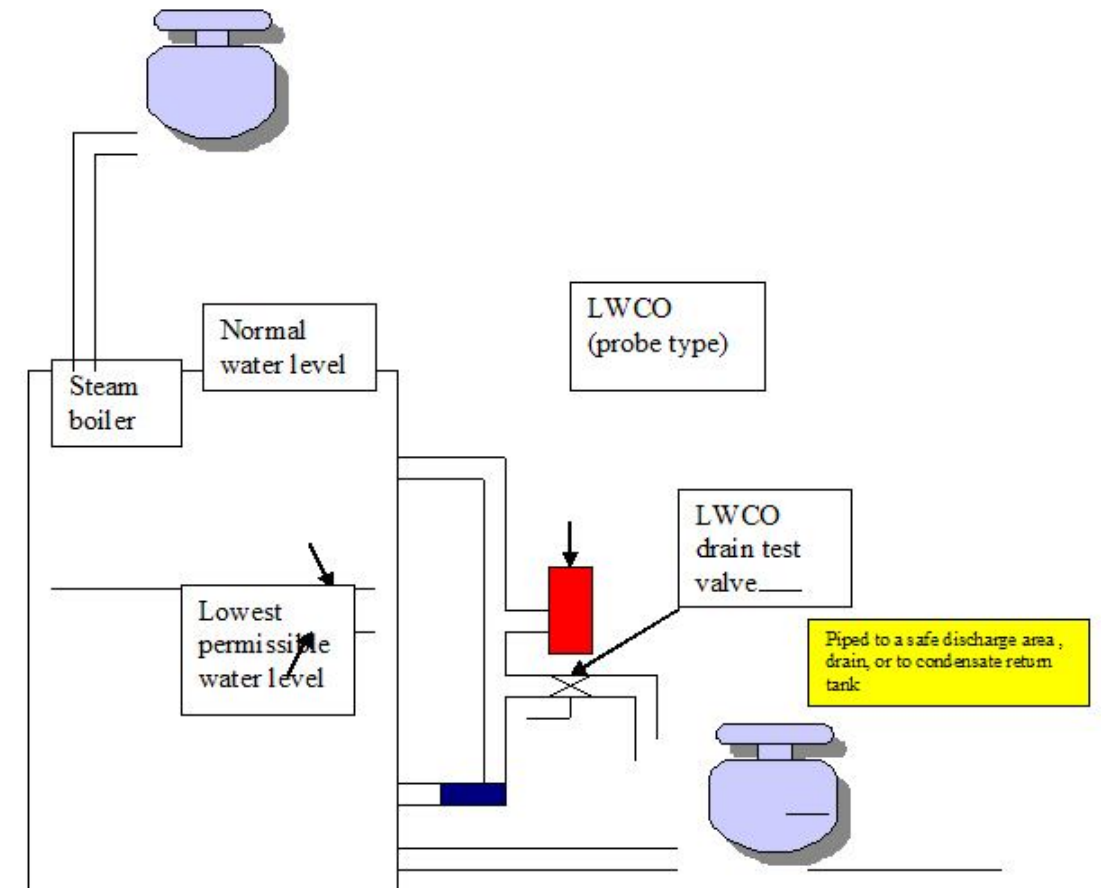 Normal
water level
LWCO
(probe type)
Steam
boiler
LWCO
drain test
valve
Lowest
permissible
water level
Piped to a safe discharge area ,
drain, or to condensate return
tank